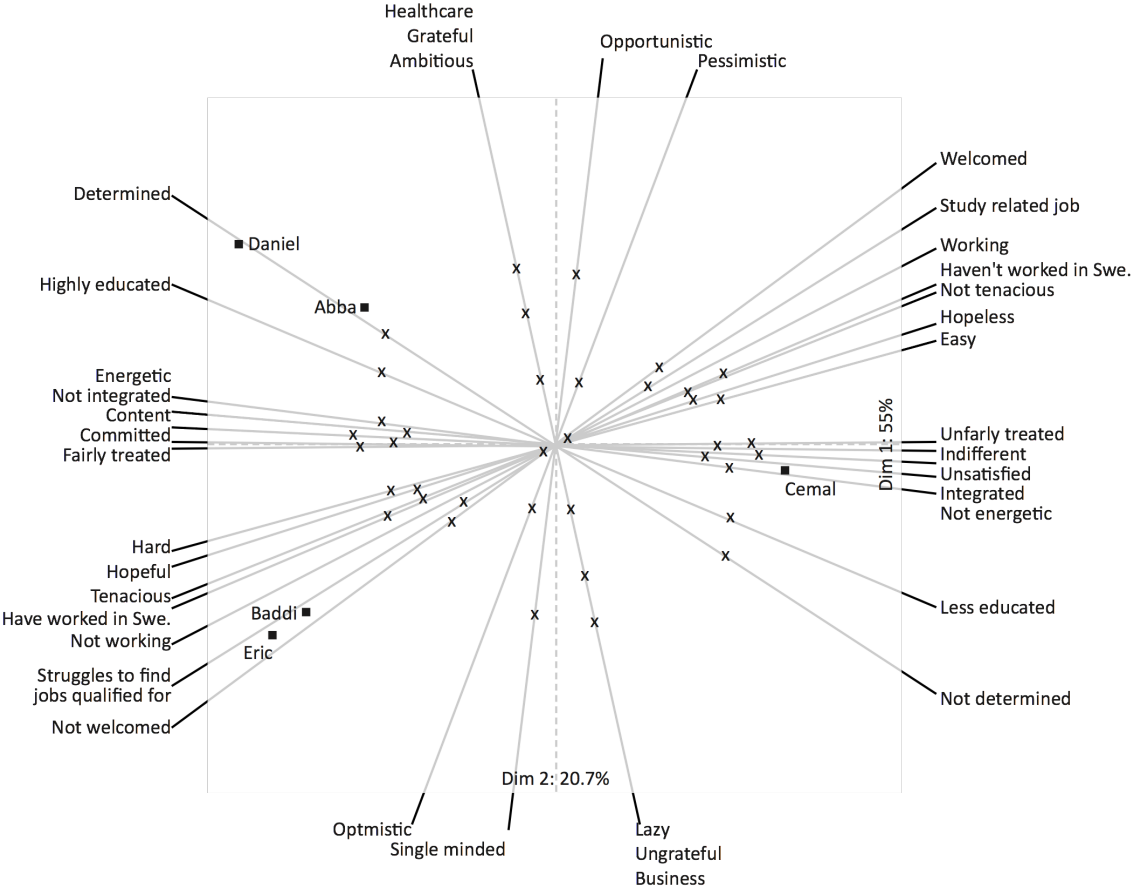 Healthcare
Grateful
Ambitious
Opportunistic
Pessimistic
Determined
Daniel
Highly educated
Abba
Energetic
Not integrated
Content
Committed
Fairly treated
Welcomed
Study related job
Working
Haven't worked in Swe.
Not tenacious
Hopeless
Easy
Dim 1: 55%
Unfarly treated
Indifferent
Unsatisfied
Integrated
Not energetic
Cemal
Hard
Hopeful
Tenacious
Have worked in Swe.
Not working
Struggles to find
jobs qualified for
Not welcomed
Baddi
Eric
Less educated
Not determined
Dim 2: 20.7%
Optmistic
Single minded
Lazy
Ungrateful
Business